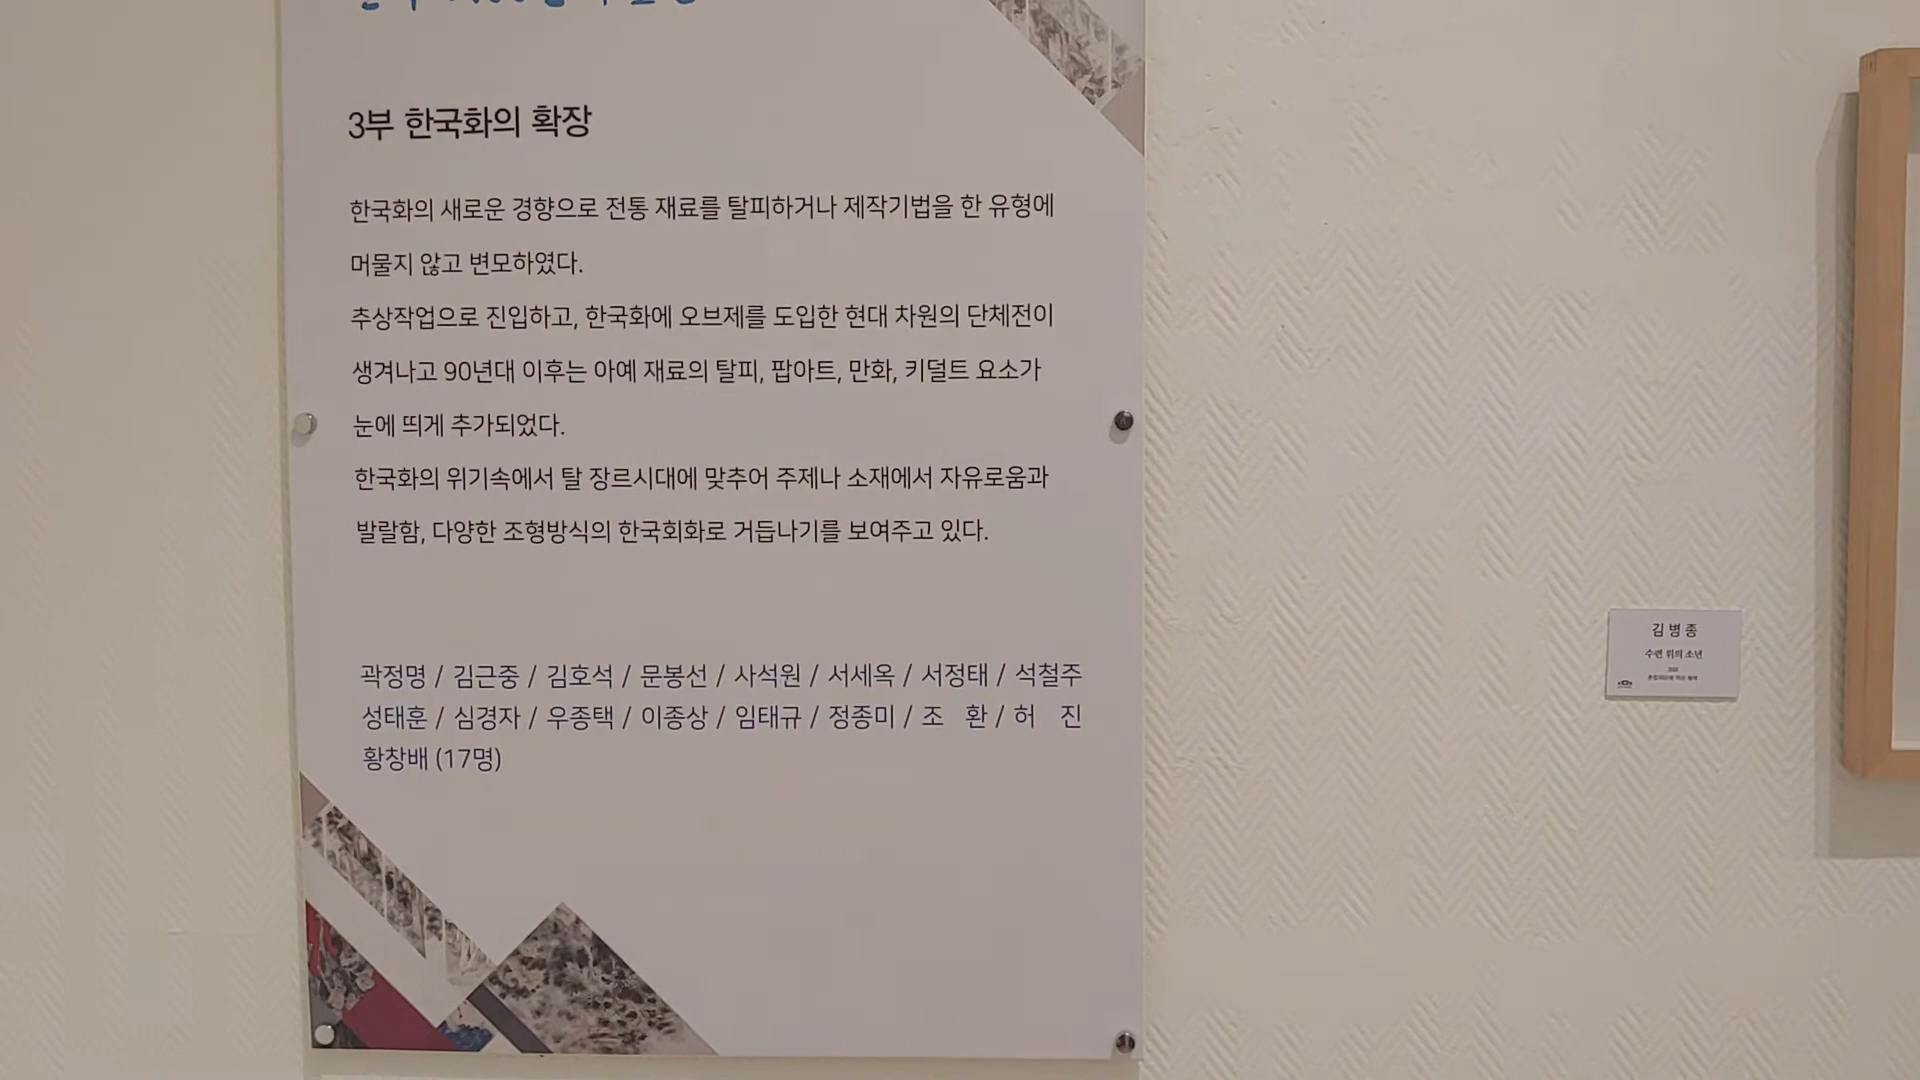 3부 한국화의 확장
한국화의 새로운 경향으로 전통 재료를 탈피하거나 제작기법을 한 유형에
머물지 않고 변모하였다.
추상작업으로 진입하고, 한국화에 오브제를 도입한 현대 차원의 단체전이
생겨나고 90년대 이후는 아예 재료의 탈피, 팝아트, 만화, 키덜트 요소가
눈에 띄게 추가되었다.
한국화의 위기속에서 탈 장르시대에 맞추어 주제나 소재에서 자유로움과
발랄함, 다양한 조형방식의 한국회화로 거듭나기를 보여주고 있다.
곽정명 / 김근중 / 김호석 / 문봉선 / 사석원 / 서세옥 / 서정태 / 석철주
성태훈 / 심경자 / 우종택 / 이종상 / 임태규 / 정종미 / 조 환 / 허 진
황창배 (17명)
김 병 종
수련 위의 소년